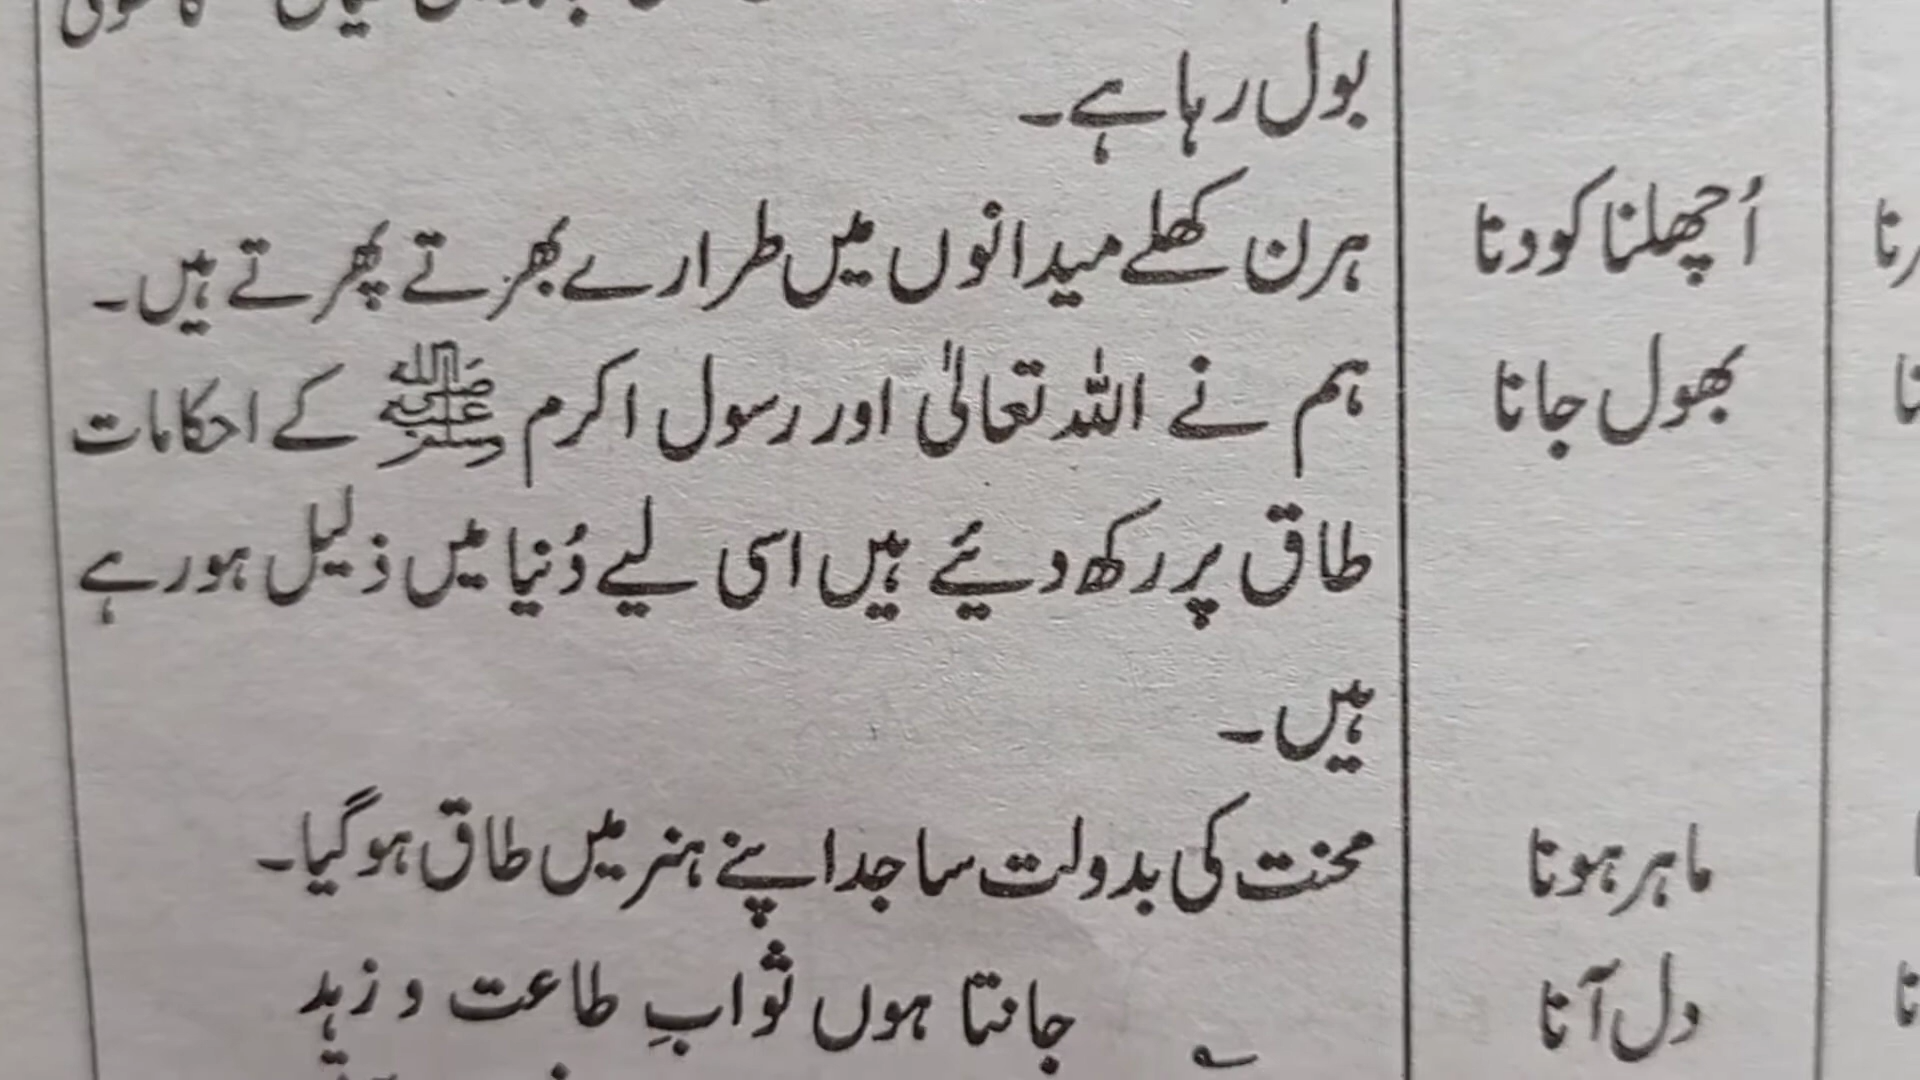 بول رہا ہے۔
اُچھلنا کودنا ہرن کھلے میدانوں میں طرارے بھرتے پھرتے ہیں۔
بھول جانا ہم نے اللہ تعالیٰ اور رسول اکرم ﷺ کے احکامات
طاق پر رکھ دیئے ہیں اسی لیے دُنیا میں ذلیل ہو رہے
ہیں۔
ماہر ہونا محنت کی بدولت ساجد اپنے ہنر میں طاق ہو گیا۔
دل آنا ؎ جانتا ہوں ثوابِ طاعت و زہد